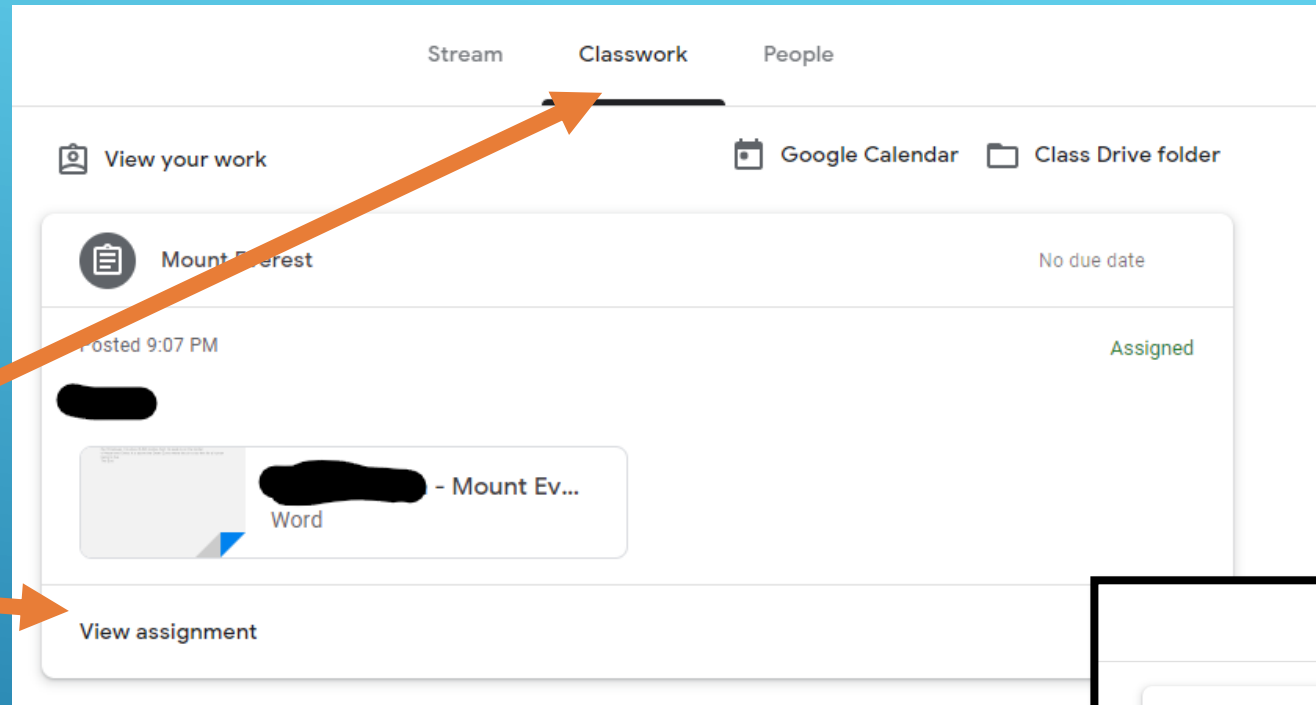 Stream Classwork People
View your work Google Calendar Class Drive folder
Mount Everest No due date
Posted 9:07 PM Assigned
- Mount Ev...
Word
View assignment